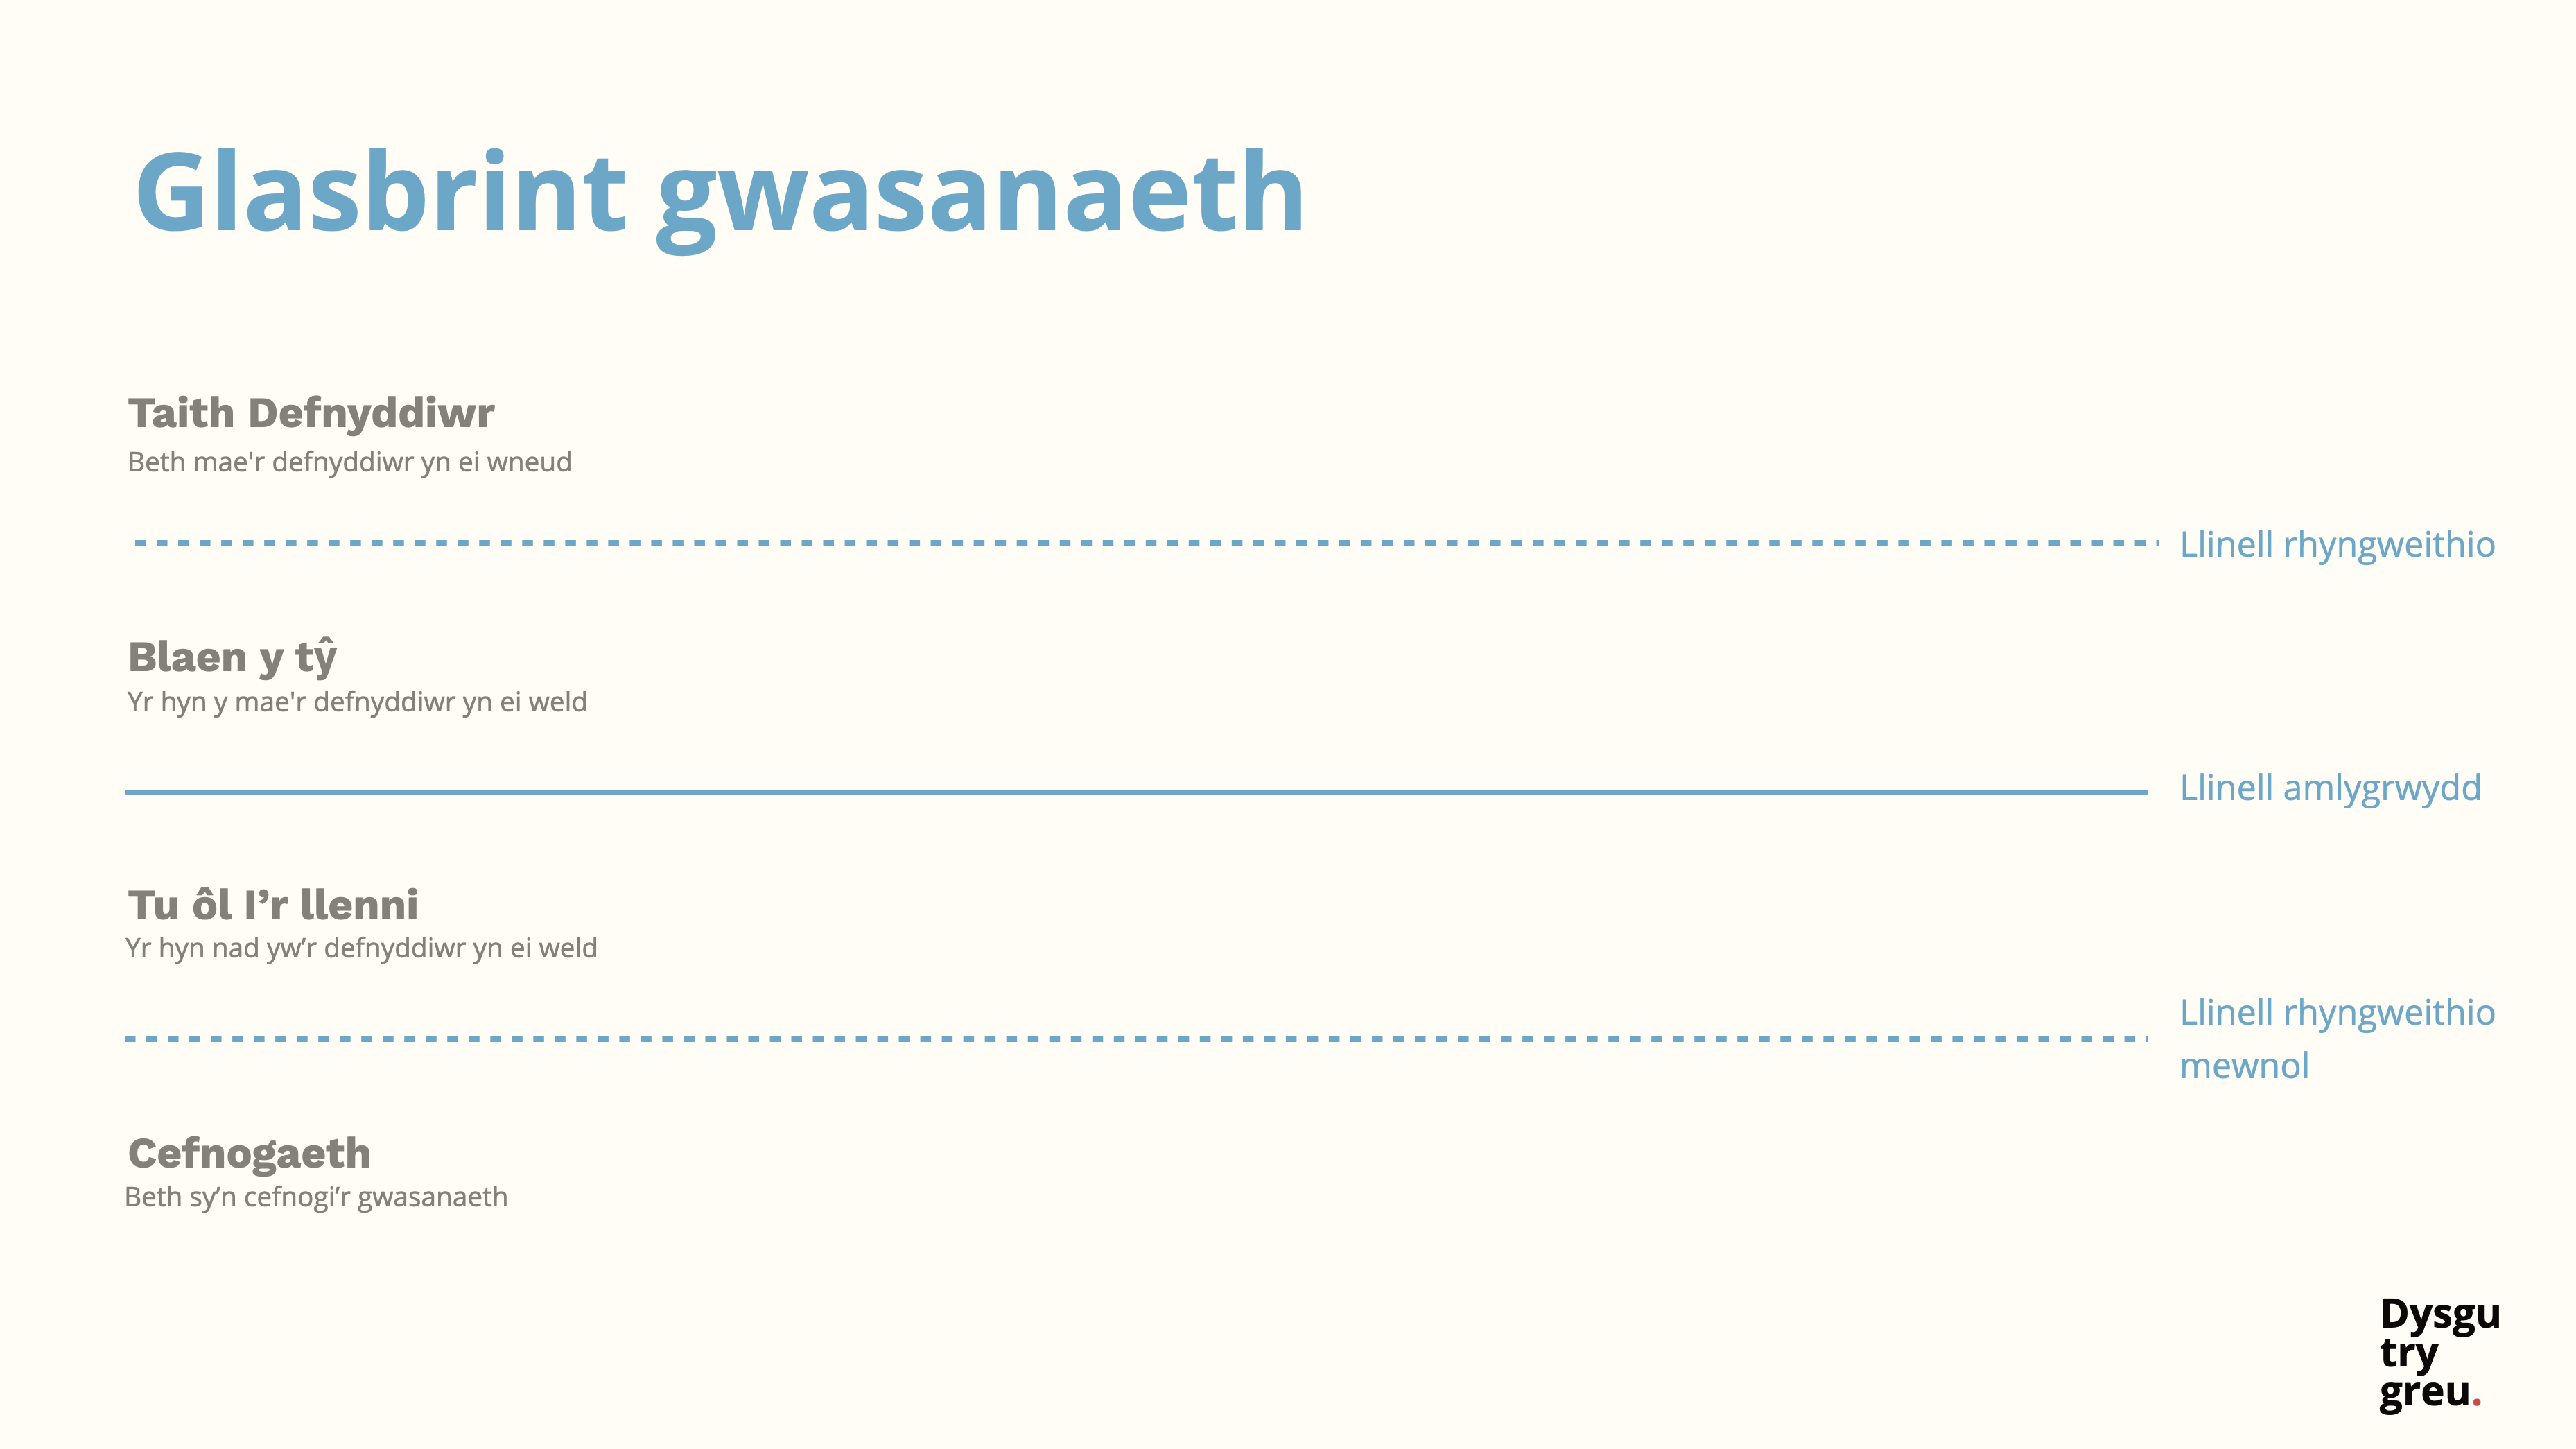 Glasbrint gwasanaeth
Taith Defnyddiwr
Beth mae'r defnyddiwr yn ei wneud
Llinell rhyngweithio
Blaen y tŷ
Yr hyn y mae'r defnyddiwr yn ei weld
Llinell amlygrwydd
Tu ôl I’r llenni
Yr hyn nad yw’r defnyddiwr yn ei weld
Llinell rhyngweithio
mewnol
Cefnogaeth
Beth sy’n cefnogi’r gwasanaeth
Dysgu
try
greu.